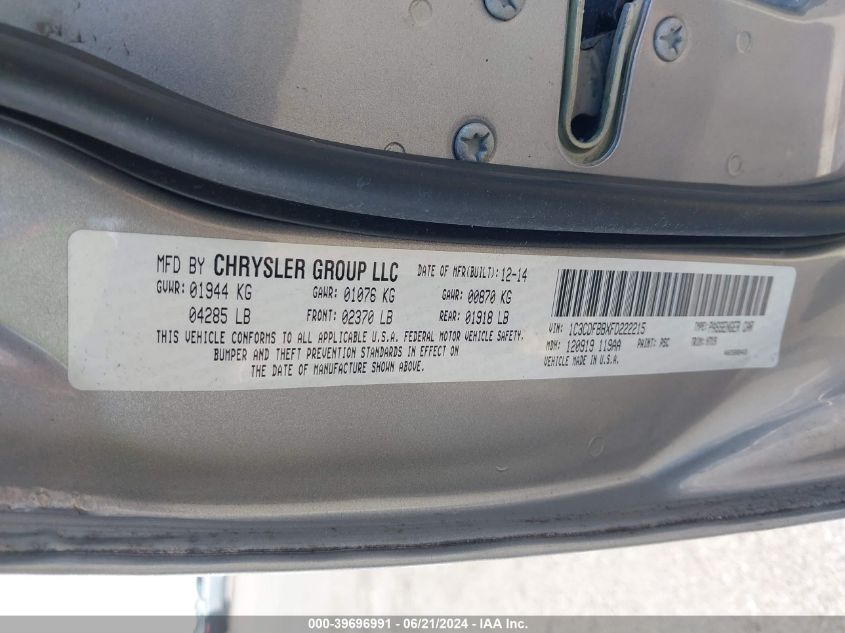 MFD BY CHRYSLER GROUP LLC DATE OF MFR(BUILT): 12-14
GVWR: 01944 KG GAWR: 01076 KG GAWR: 00870 KG
04285 LB FRONT: 02370 LB REAR: 01918 LB
THIS VEHICLE CONFORMS TO ALL APPLICABLE U.S.A. FEDERAL MOTOR VEHICLE SAFETY,
BUMPER AND THEFT PREVENTION STANDARDS IN EFFECT ON
THE DATE OF MANUFACTURE SHOWN ABOVE.
VIN: 1C3CDFBBXFD222215 TYPE: PASSENGER CAR
MDH: 120919 119AA PAINT: PSC TRIM:
VEHICLE MADE IN U.S.A.
000-39696991 - 06/21/2024 - IAA Inc.